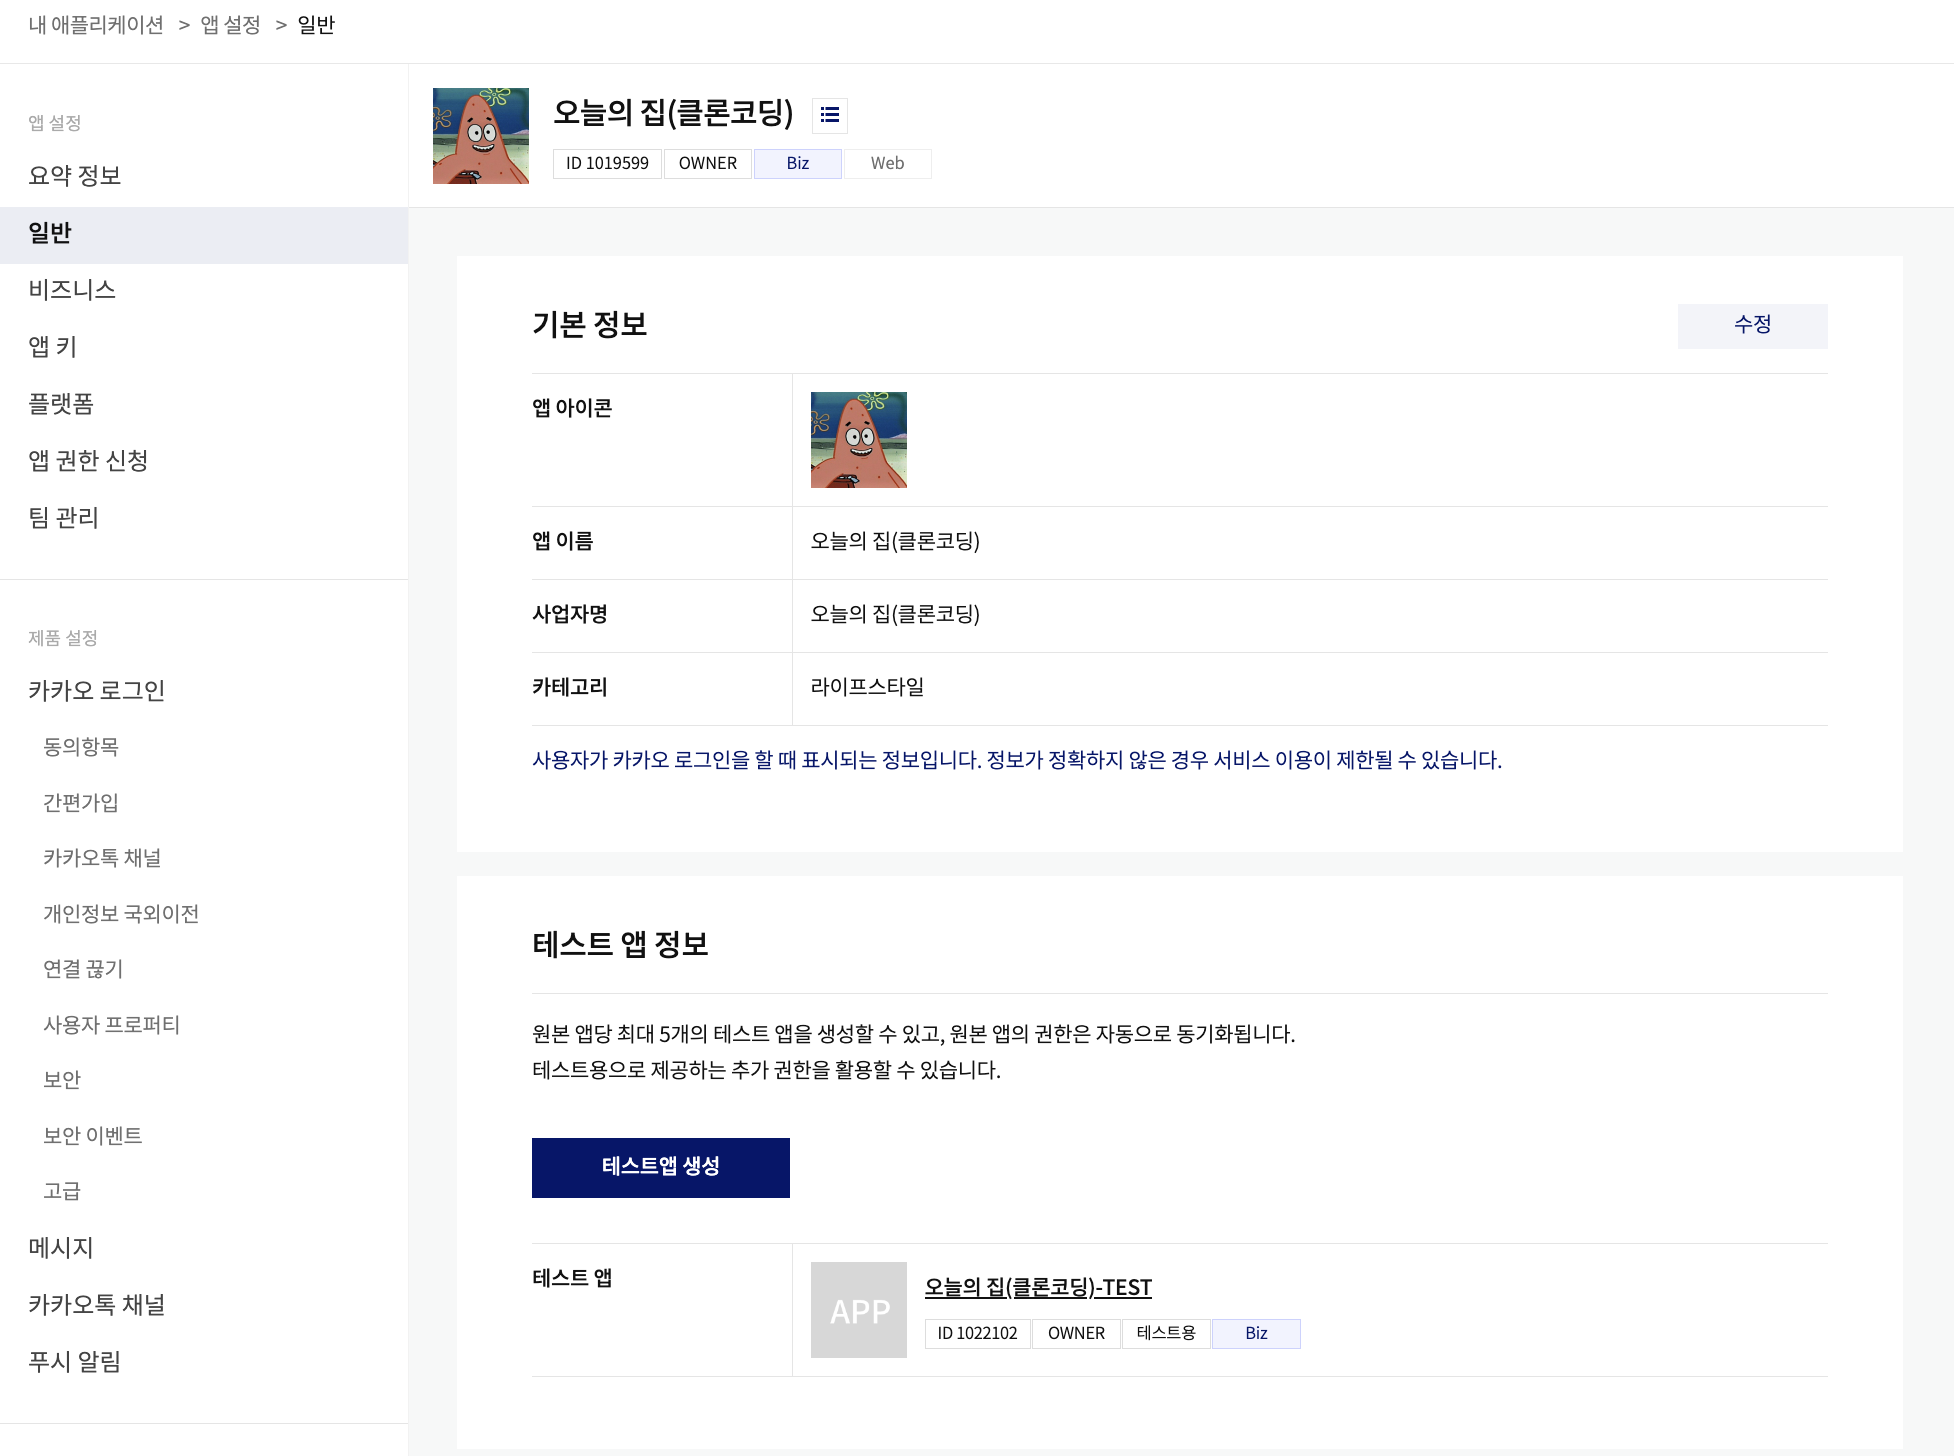 내 애플리케이션 > 앱 설정 > 일반
앱 설정
요약 정보
일반
비즈니스
앱 키
플랫폼
앱 권한 신청
팀 관리
제품 설정
카카오 로그인
동의항목
간편가입
카카오톡 채널
개인정보 국외이전
연결 끊기
사용자 프로퍼티
보안
보안 이벤트
고급
메시지
카카오톡 채널
푸시 알림
오늘의 집(클론코딩)
ID 1019599 OWNER Biz Web
기본 정보
수정
앱 아이콘
앱 이름 오늘의 집(클론코딩)
사업자명 오늘의 집(클론코딩)
카테고리 라이프스타일
사용자가 카카오 로그인을 할 때 표시되는 정보입니다. 정보가 정확하지 않은 경우 서비스 이용이 제한될 수 있습니다.
테스트 앱 정보
원본 앱당 최대 5개의 테스트 앱을 생성할 수 있고, 원본 앱의 권한은 자동으로 동기화됩니다.
테스트용으로 제공하는 추가 권한을 활용할 수 있습니다.
테스트앱 생성
테스트 앱
APP
오늘의 집(클론코딩)-TEST
ID 1022102 OWNER 테스트용 Biz